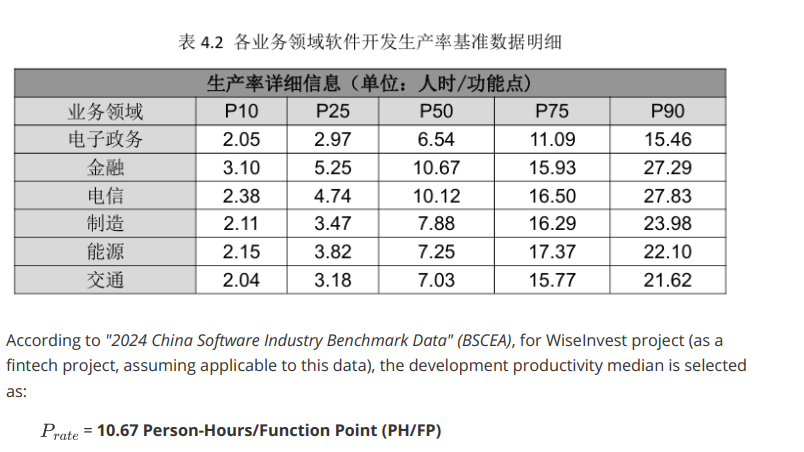 表 4.2 各业务领域软件开发生产率基准数据明细
生产率详细信息（单位：人时/功能点）
业务领域 P10 P25 P50 P75 P90
电子政务 2.05 2.97 6.54 11.09 15.46
金融 3.10 5.25 10.67 15.93 27.29
电信 2.38 4.74 10.12 16.50 27.83
制造 2.11 3.47 7.88 16.29 23.98
能源 2.15 3.82 7.25 17.37 22.10
交通 2.04 3.18 7.03 15.77 21.62
According to "2024 China Software Industry Benchmark Data" (BSCEA), for WiseInvest project (as a
fintech project, assuming applicable to this data), the development productivity median is selected
as:
Prate = 10.67 Person-Hours/Function Point (PH/FP)